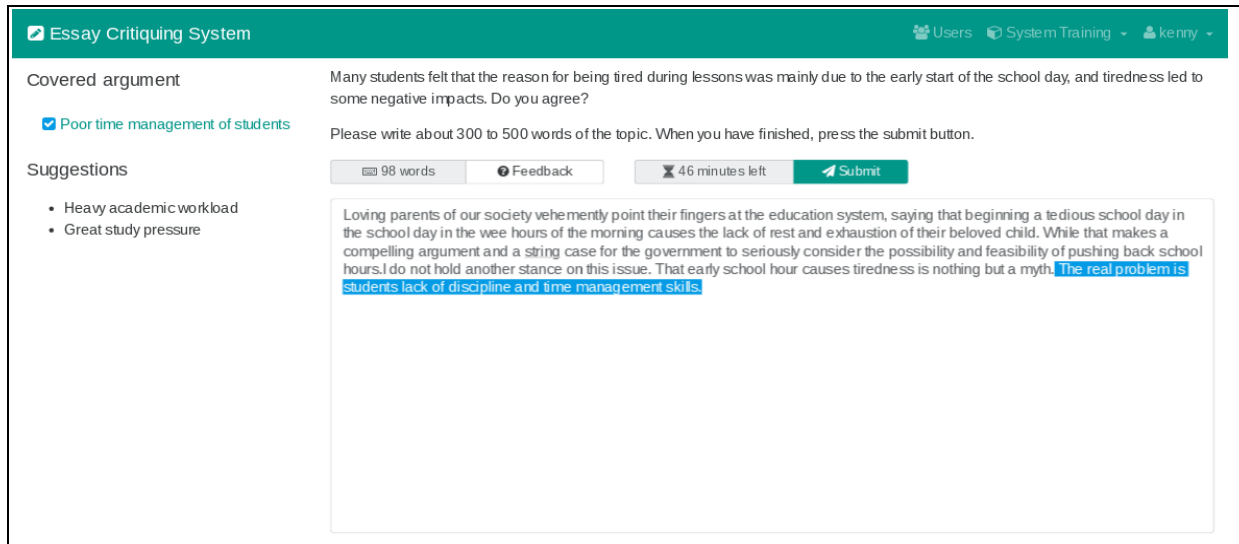 Essay Critiquing System
Users System Training kenny
Covered argument
Poor time management of students
Suggestions
Heavy academic workload
Great study pressure
Many students felt that the reason for being tired during lessons was mainly due to the early start of the school day, and tiredness led to
some negative impacts. Do you agree?
Please write about 300 to 500 words of the topic. When you have finished, press the submit button.
98 words Feedback 46 minutes left Submit
Loving parents of our society vehemently point their fingers at the education system, saying that beginning a tedious school day in
the school day in the wee hours of the morning causes the lack of rest and exhaustion of their beloved child. While that makes a
compelling argument and a string case for the government to seriously consider the possibility and feasibility of pushing back school
hours.I do not hold another stance on this issue. That early school hour causes tiredness is nothing but a myth. The real problem is
students lack of discipline and time management skills.